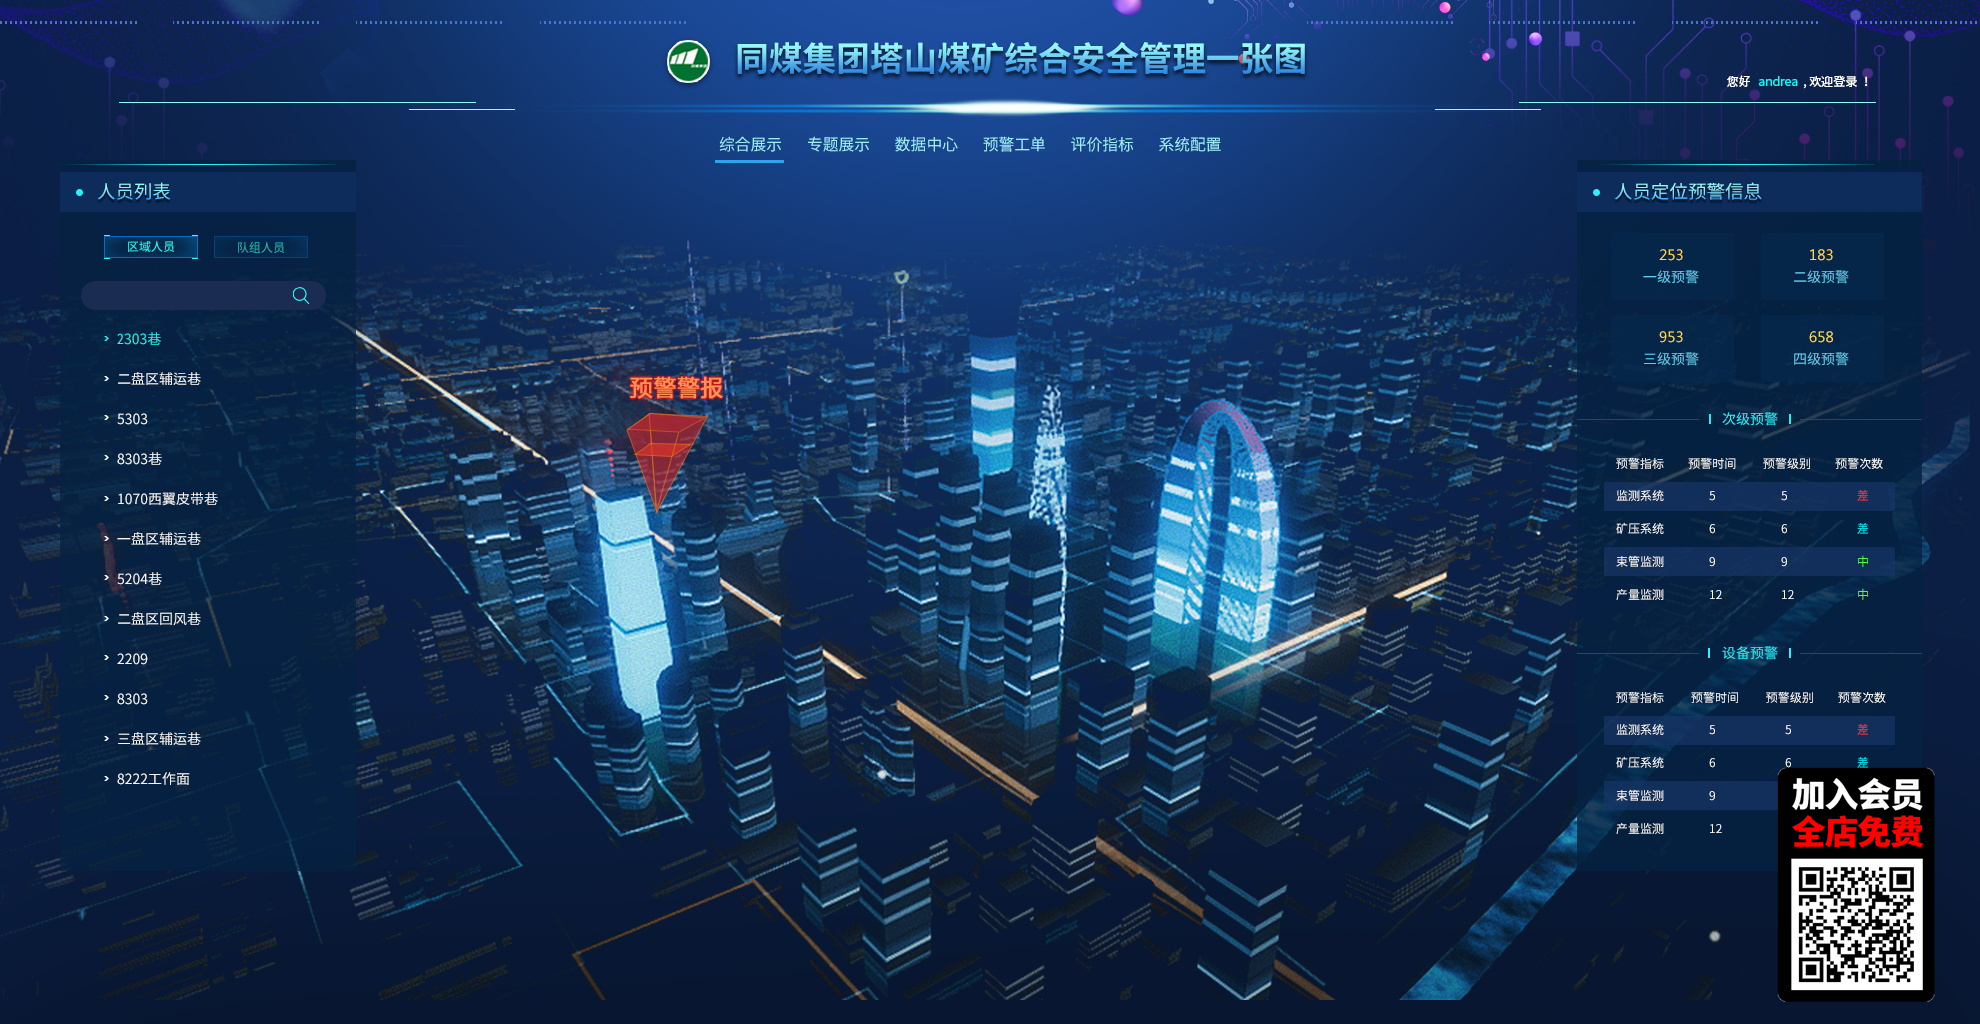 同煤集团塔山煤矿综合安全管理一张图
您好 andrea , 欢迎登录 ！
综合展示 专题展示 数据中心 预警工单 评价指标 系统配置
人员列表
区域人员 队组人员
2303巷
二盘区辅运巷
5303
8303巷
1070西翼皮带巷
一盘区辅运巷
5204巷
二盘区回风巷
2209
8303
三盘区辅运巷
8222工作面
预警警报
人员定位预警信息
253 183
一级预警 二级预警
953 658
三级预警 四级预警
次级预警
预警指标 预警时间 预警级别 预警次数
监测系统 5 5 差
矿压系统 6 6 差
束管监测 9 9 中
产量监测 12 12 中
设备预警
预警指标 预警时间 预警级别 预警次数
监测系统 5 5 差
矿压系统 6 6 差
束管监测 9
产量监测 12
加入会员
全店免费